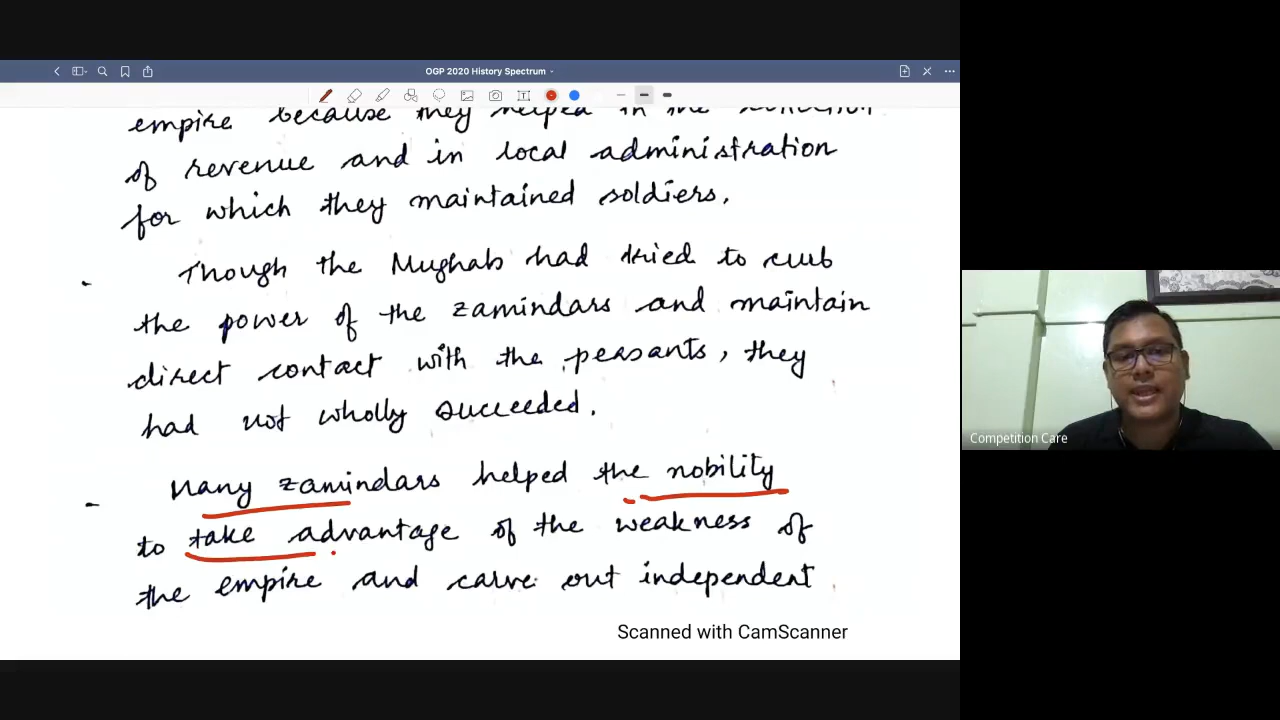 OGP 2020 History Spectrum
empire because they helped in the collection
of revenue and in local administration
for which they maintained soldiers.
- Though the Mughals had tried to curb
the power of the zamindars and maintain
direct contact with the peasants, they
had not wholly succeeded.
- Many zamindars helped the nobility
to take advantage of the weakness of
the empire and carve out independent
Scanned with CamScanner
Competition Care